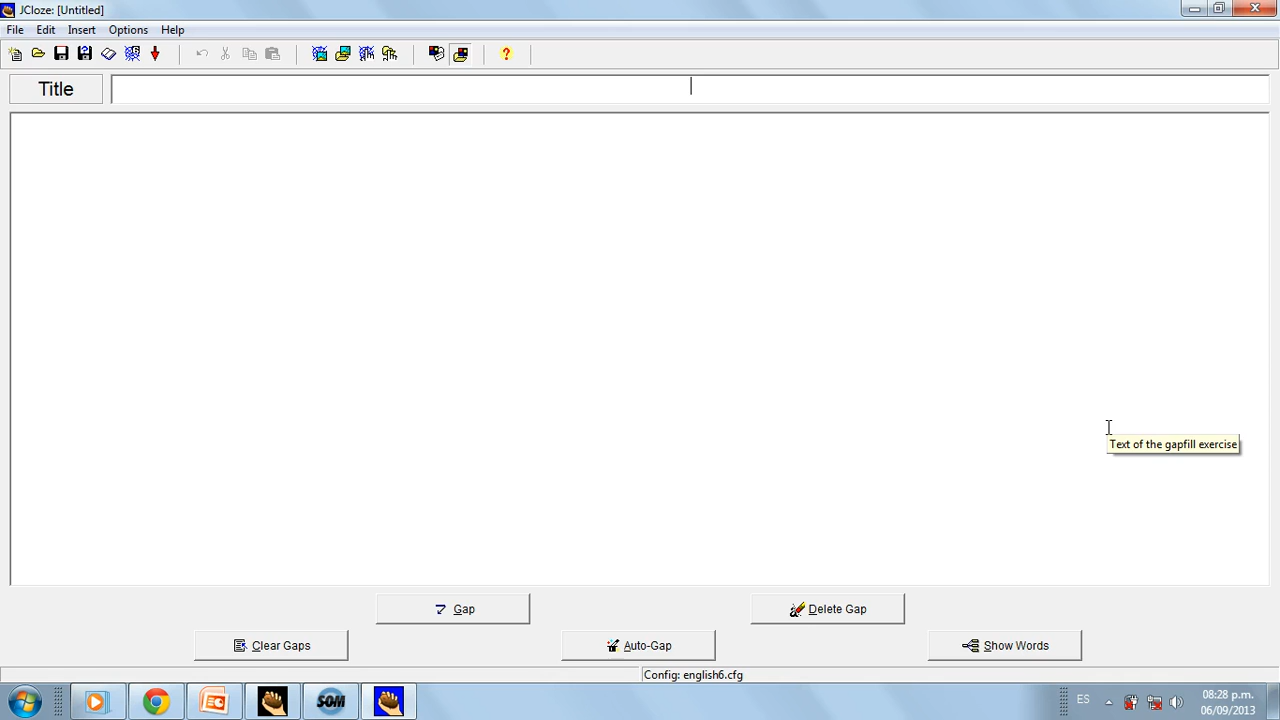 JCloze: [Untitled]
File Edit Insert Options Help
Title
Text of the gapfill exercise
Gap Delete Gap
Clear Gaps Auto-Gap Show Words
Config: english6.cfg
SOM ES 08:28 p.m.
06/09/2013